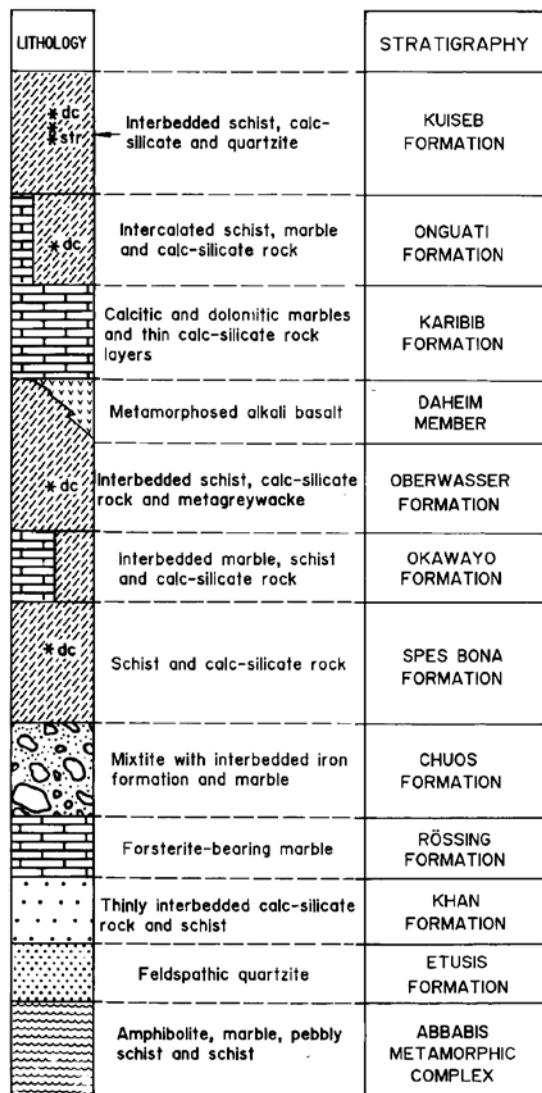 LITHOLOGY
STRATIGRAPHY
* dc
* str
Interbedded schist, calc-
silicate and quartzite
KUISEB
FORMATION
* dc
Intercalated schist, marble
and calc-silicate rock
ONGUATI
FORMATION
Calcitic and dolomitic marbles
and thin calc-silicate rock
layers
KARIBIB
FORMATION
Metamorphosed alkali basalt
DAHEIM
MEMBER
* dc
Interbedded schist, calc-silicate
rock and metagreywacke
OBERWASSER
FORMATION
Interbedded marble, schist
and calc-silicate rock
OKAWAYO
FORMATION
* dc
Schist and calc-silicate rock
SPES BONA
FORMATION
Mixtite with interbedded iron
formation and marble
CHUOS
FORMATION
Forsterite-bearing marble
RÖSSING
FORMATION
Thinly interbedded calc-silicate
rock and schist
KHAN
FORMATION
Feldspathic quartzite
ETUSIS
FORMATION
Amphibolite, marble, pebbly
schist and schist
ABBABIS
METAMORPHIC
COMPLEX